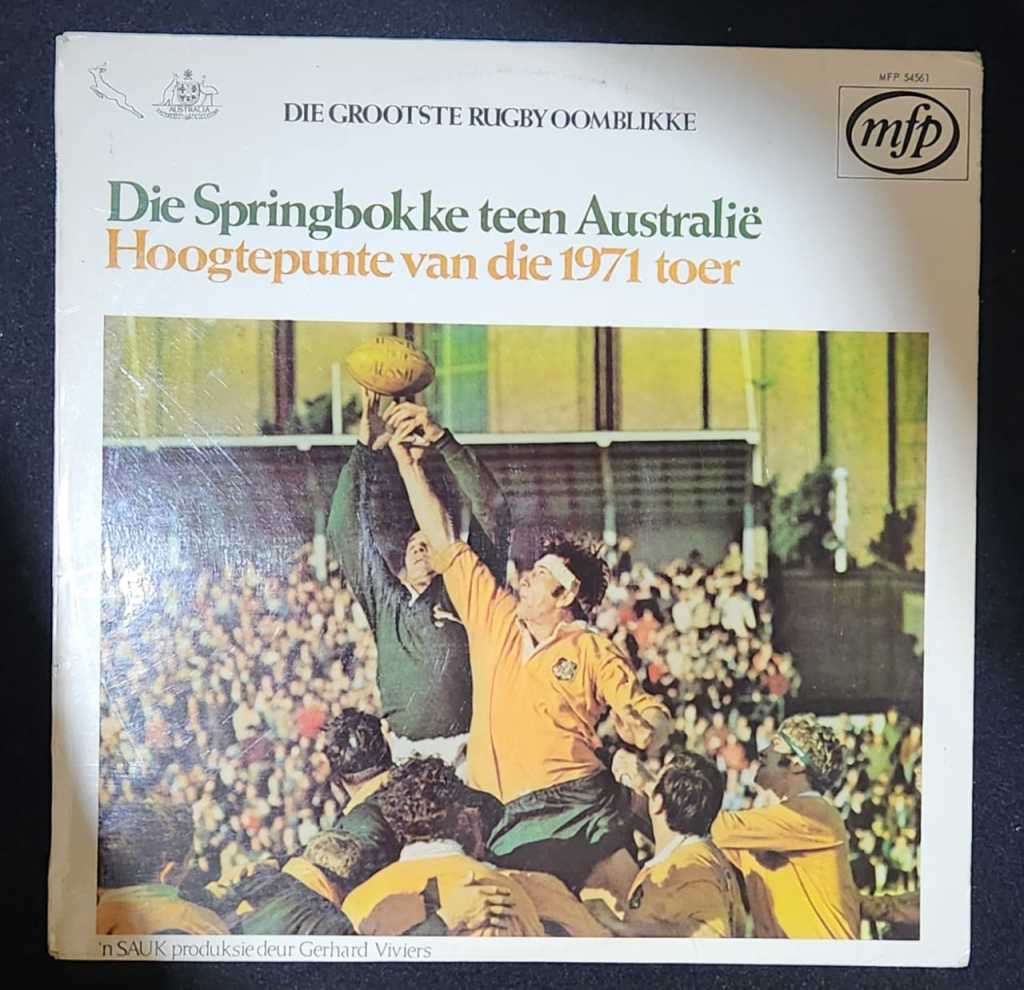 MFP 54561
AUSTRALIA
DIE GROOTSTE RUGBY OOMBLIKKE
mfp
Die Springbokke teen Australië
Hoogtepunte van die 1971 toer
'n SAUK produksie deur Gerhard Viviers